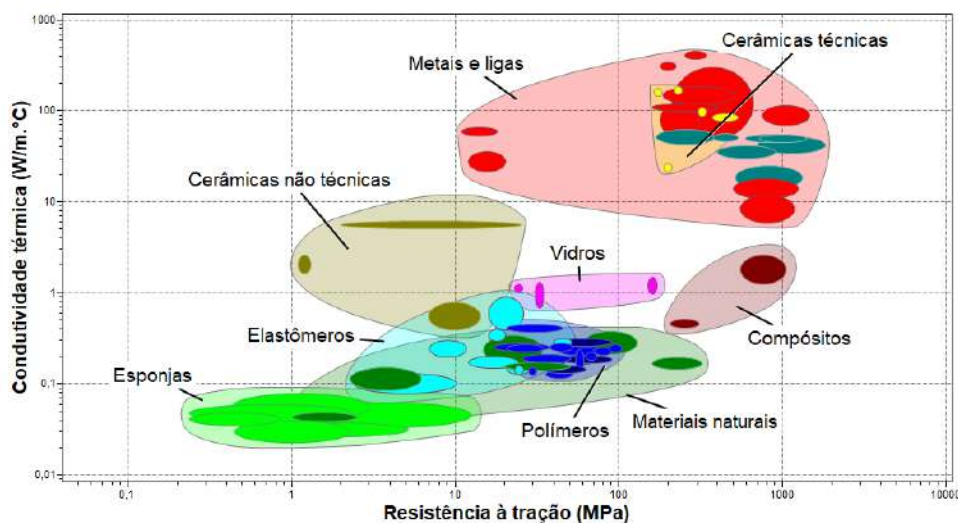 1000
100
10
1
0,1
0,01
Condutividade térmica (W/m.°C)
Cerâmicas técnicas
Metais e ligas
Cerâmicas não técnicas
Vidros
Elastômeros
Compósitos
Esponjas
Polímeros
Materiais naturais
0,1
1
10
100
1000
10000
Resistência à tração (MPa)